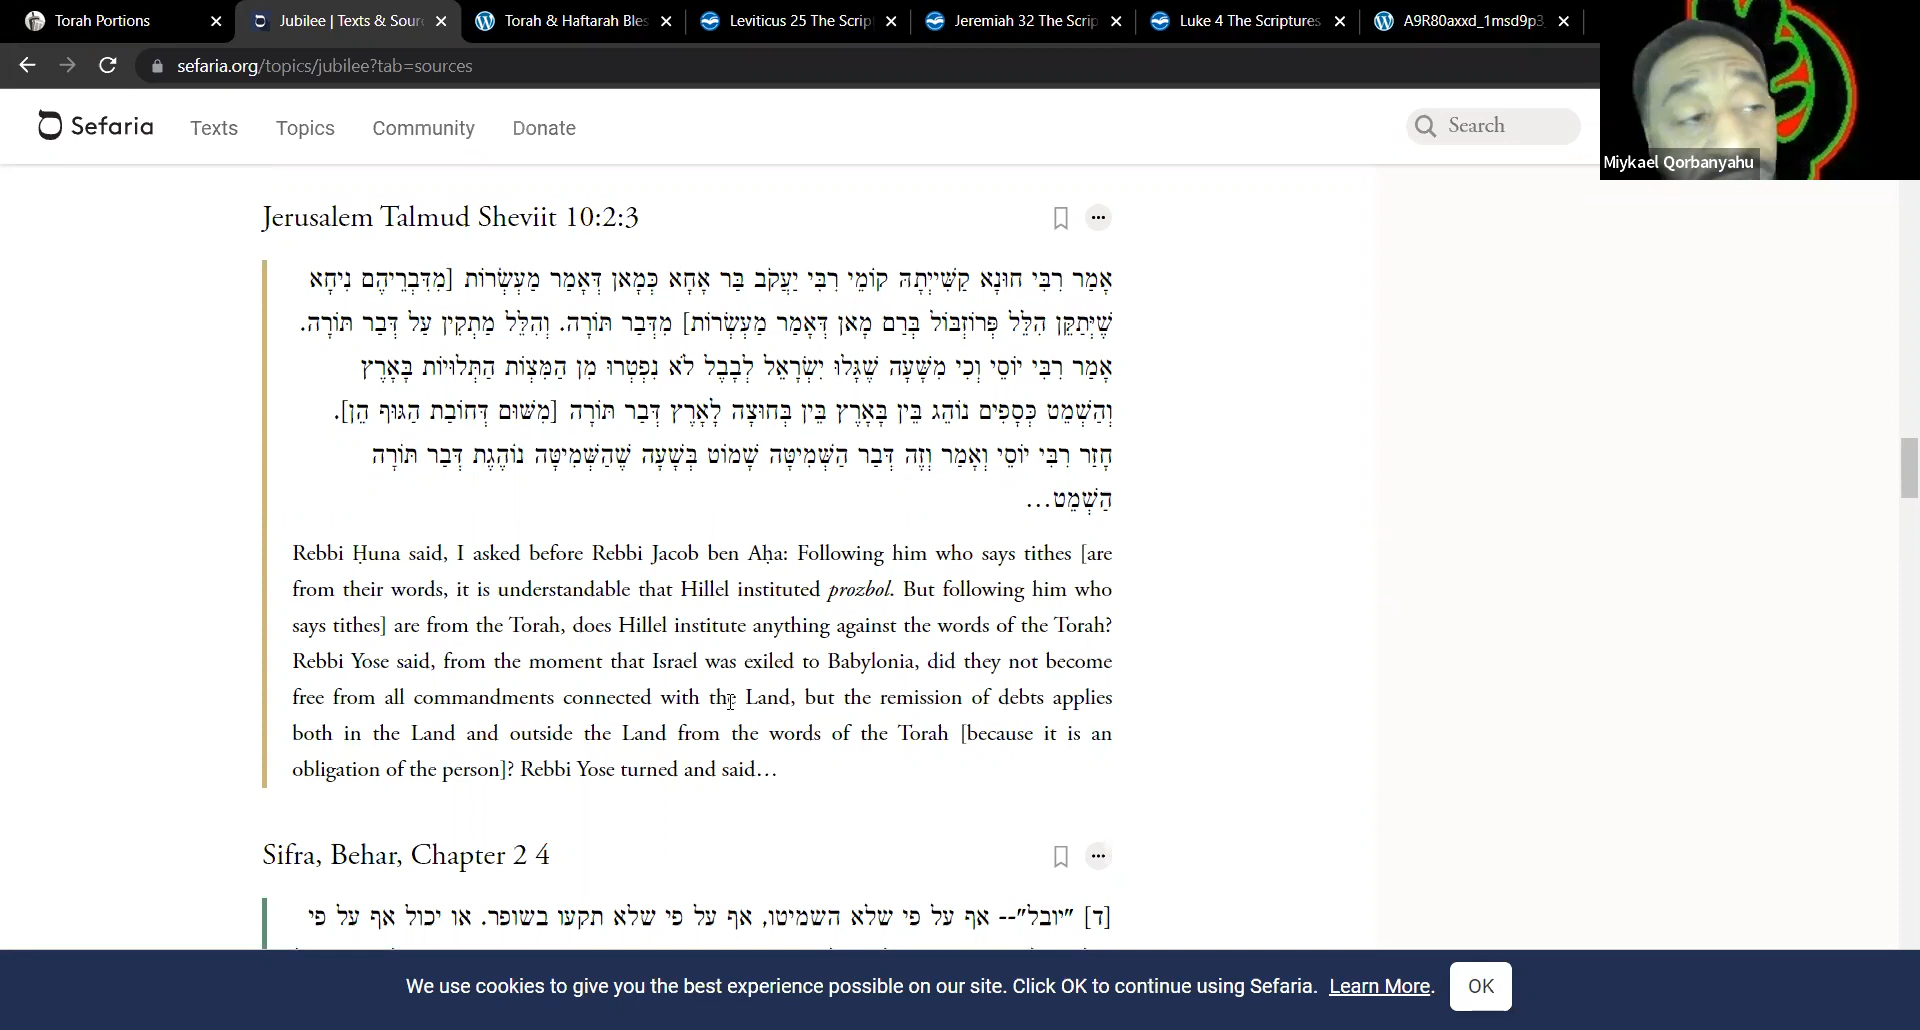 Torah Portions
Jubilee | Texts & Sour
Torah & Haftarah Bles
Leviticus 25 The Scrip
Jeremiah 32 The Scrip
Luke 4 The Scriptures
A9R80axxd_1msd9p3
sefaria.org/topics/jubilee?tab=sources
Sefaria
Texts
Topics
Community
Donate
Search
Miykael Qorbanyahu
Jerusalem Talmud Sheviit 10:2:3
אָמַר רִבִּי חוּנָא קַשִּׁייְתָהּ קוֹמֵי רִבִּי יַעֲקֹב בַּר אָחָא כְּמָאן דְּאָמַר מַעְשְׂרוֹת [מִדִּבְרֵיהֶם נִיחָא
שֶׁיְּתַקֵּן הִלֵּל פְּרוֹזְבּוֹל בְּרַם מָאן דְּאָמַר מַעְשְׂרוֹת] מִדְּבַר תּוֹרָה. וְהִלֵּל מַתְקִין עַל דְּבַר תּוֹרָה.
אָמַר רִבִּי יוֹסֵי וְכִי מִשָּׁעָה שֶׁגָּלוּ יִשְׂרָאֵל לְבָבֶל לֹא נִפְטְרוּ מִן הַמִּצְוֹת הַתְּלוּיוֹת בָּאָרֶץ
וְהַשְׁמֵט כְּסָפִים נוֹהֵג בֵּין בָּאָרֶץ בֵּין בְּחוּצָה לָאָרֶץ דְּבַר תּוֹרָה [מִשּׁוּם דְּחוֹבַת הַגּוּף הֵן].
חָזַר רִבִּי יוֹסֵי וְאָמַר וְזֶה דְּבַר הַשְּׁמִיטָּה שָׁמוֹט בְּשָׁעָה שֶׁהַשְּׁמִיטָּה נוֹהֶגֶת דְּבַר תּוֹרָה
הַשְׁמֵט…
Rebbi Ḥuna said, I asked before Rebbi Jacob ben Aḥa: Following him who says tithes [are
from their words, it is understandable that Hillel instituted prozbol. But following him who
says tithes] are from the Torah, does Hillel institute anything against the words of the Torah?
Rebbi Yose said, from the moment that Israel was exiled to Babylonia, did they not become
free from all commandments connected with the Land, but the remission of debts applies
both in the Land and outside the Land from the words of the Torah [because it is an
obligation of the person]? Rebbi Yose turned and said…
Sifra, Behar, Chapter 2 4
[ד] "יובל"-- אף על פי שלא השמיטו, אף על פי שלא תקעו בשופר. או יכול אף על פי
We use cookies to give you the best experience possible on our site. Click OK to continue using Sefaria. Learn More.
OK